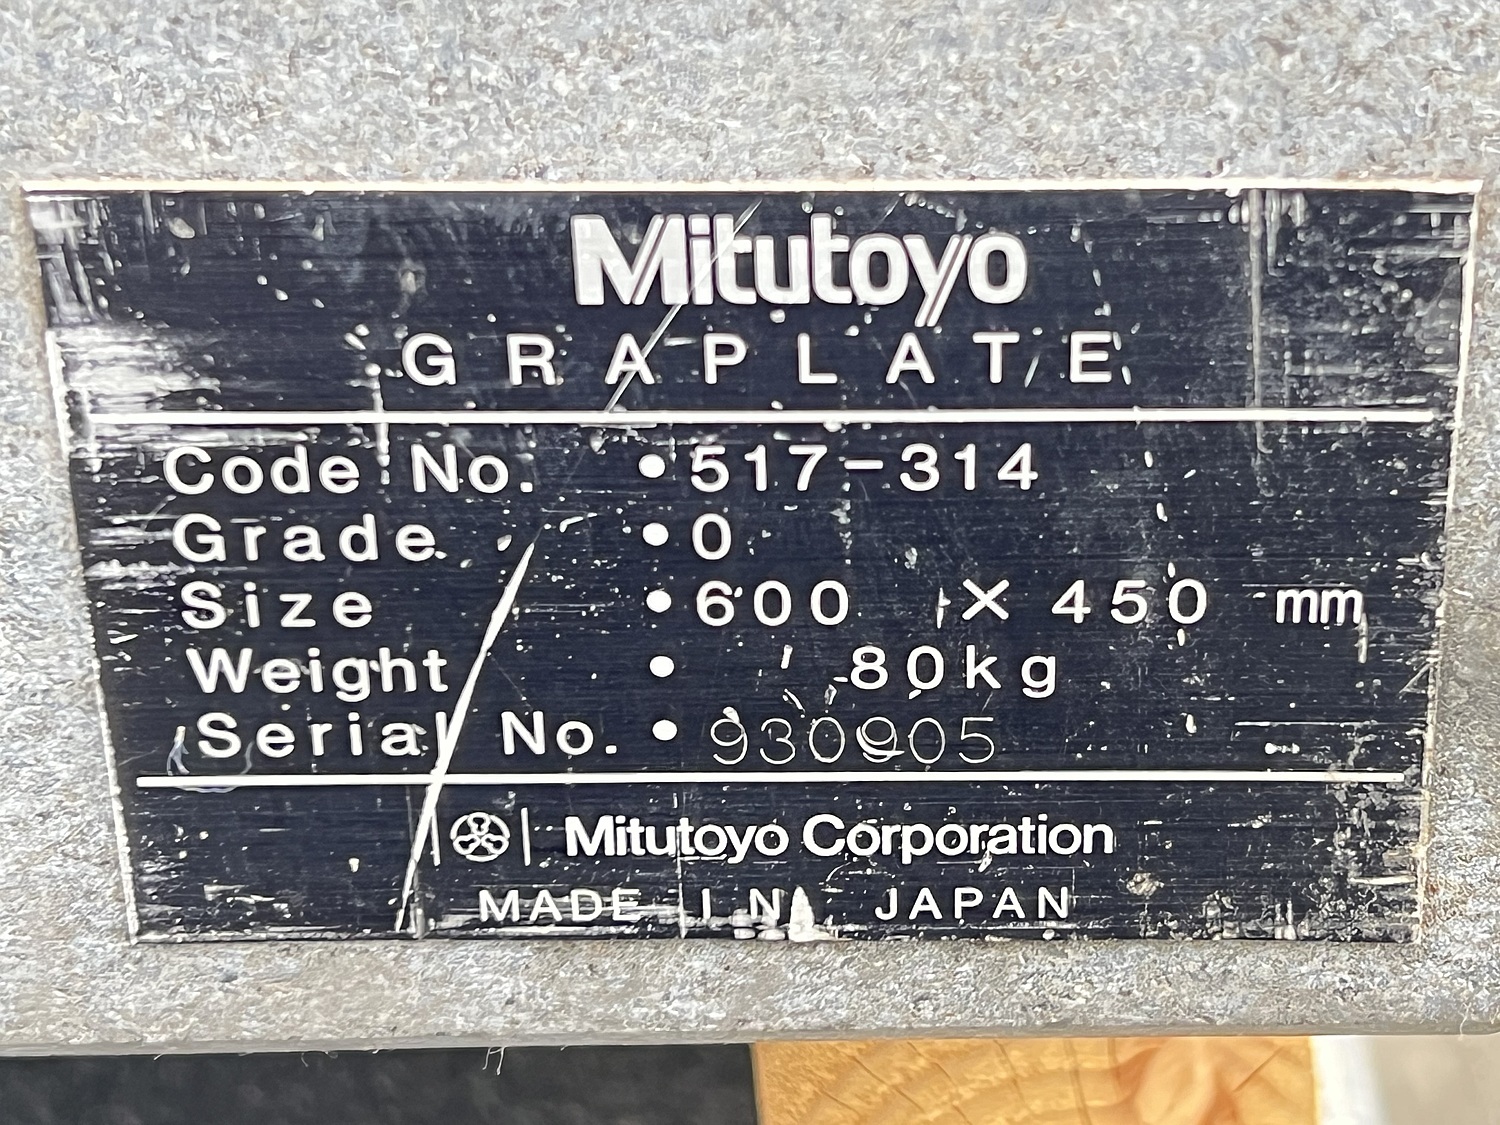 Mitutoyo
GRAPLATE
Code No. • 517-314
Grade • 0
Size • 600 × 450 mm
Weight • 80kg
Serial No. • 930905
Mitutoyo Corporation
MADE IN JAPAN